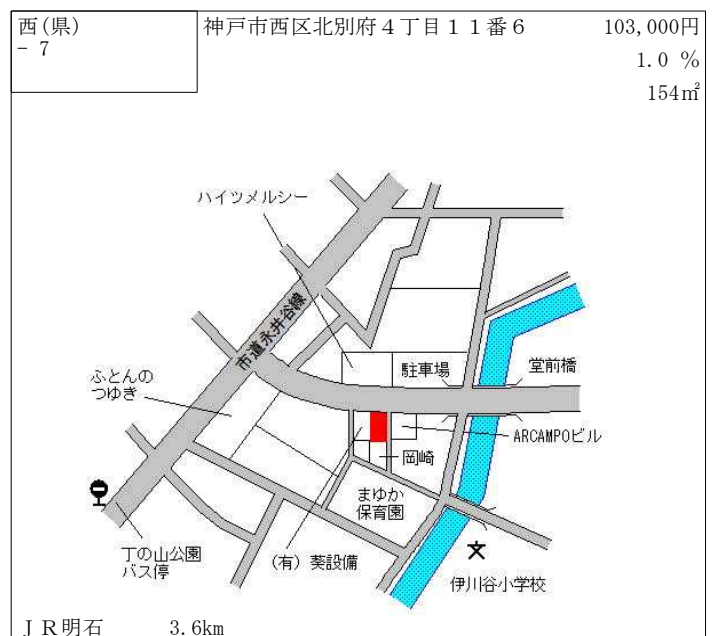 西(県)
－ 7
神戸市西区北別府４丁目１１番６
103,000円
1.0 %
154㎡
ハイツメルシー
市道永井谷線
駐車場
堂前橋
ふとんの
つゆき
ARCAMPOビル
岡崎
まゆか
保育園
丁の山公園
バス停
(有) 葵設備
文
伊川谷小学校
ＪＲ明石
3.6km